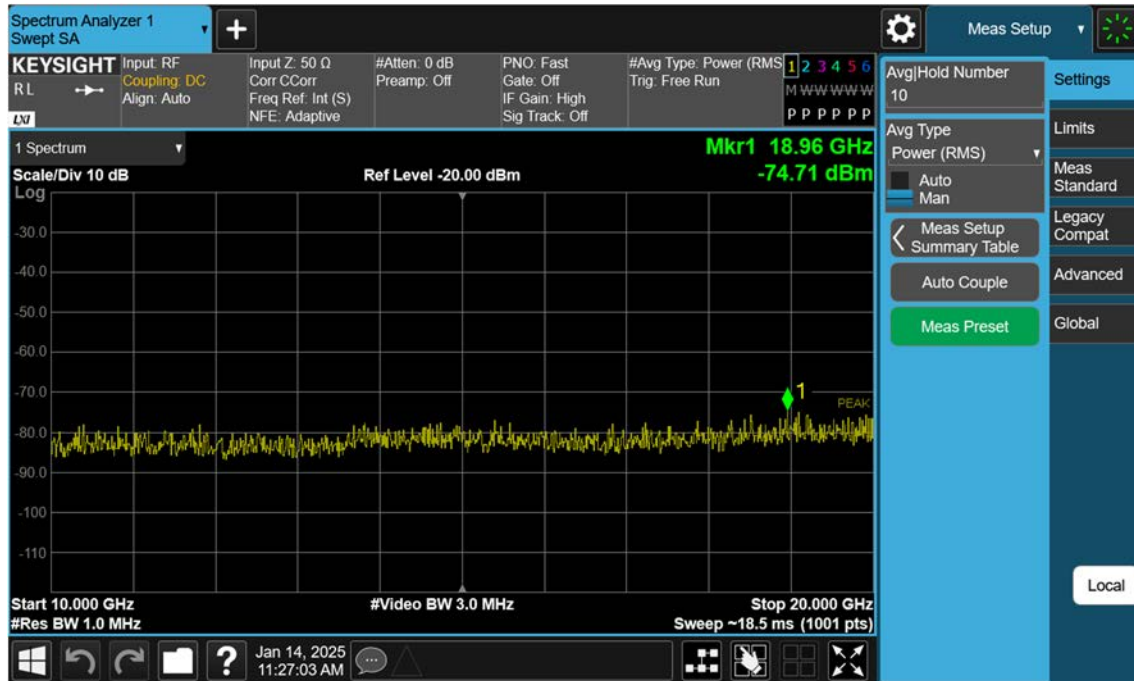 Spectrum Analyzer 1
Swept SA
+
Meas Setup
KEYSIGHT
R L
LXI
Input: RF
Coupling: DC
Align: Auto
Input Z: 50 Ω
Corr CCorr
Freq Ref: Int (S)
NFE: Adaptive
#Atten: 0 dB
Preamp: Off
PNO: Fast
Gate: Off
IF Gain: High
Sig Track: Off
#Avg Type: Power (RMS
Trig: Free Run
1 2 3 4 5 6
M W W W W W
P P P P P P
1 Spectrum
Mkr1 18.96 GHz
-74.71 dBm
Scale/Div 10 dB
Ref Level -20.00 dBm
Log
-30.0
-40.0
-50.0
-60.0
-70.0
-80.0
-90.0
-100
-110
1
PEAK
Start 10.000 GHz
#Video BW 3.0 MHz
Stop 20.000 GHz
#Res BW 1.0 MHz
Sweep ~18.5 ms (1001 pts)
?
Jan 14, 2025
11:27:03 AM
Avg|Hold Number
10
Avg Type
Power (RMS)
Auto
Man
Meas Setup
Summary Table
Auto Couple
Meas Preset
Settings
Limits
Meas
Standard
Legacy
Compat
Advanced
Global
Local